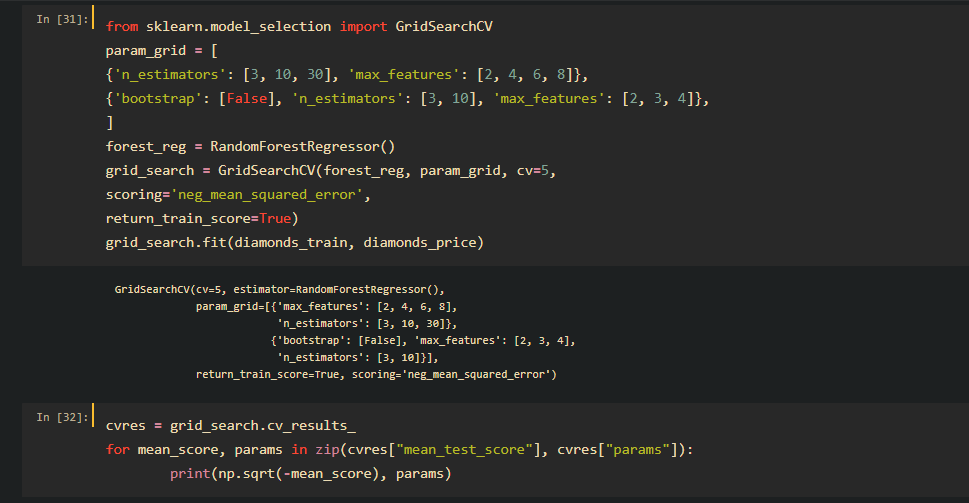 In [31]:
from sklearn.model_selection import GridSearchCV
param_grid = [
{'n_estimators': [3, 10, 30], 'max_features': [2, 4, 6, 8]},
{'bootstrap': [False], 'n_estimators': [3, 10], 'max_features': [2, 3, 4]},
]
forest_reg = RandomForestRegressor()
grid_search = GridSearchCV(forest_reg, param_grid, cv=5,
scoring='neg_mean_squared_error',
return_train_score=True)
grid_search.fit(diamonds_train, diamonds_price)
GridSearchCV(cv=5, estimator=RandomForestRegressor(),
             param_grid=[{'max_features': [2, 4, 6, 8],
                          'n_estimators': [3, 10, 30]},
                         {'bootstrap': [False], 'max_features': [2, 3, 4],
                          'n_estimators': [3, 10]}],
             return_train_score=True, scoring='neg_mean_squared_error')
In [32]:
cvres = grid_search.cv_results_
for mean_score, params in zip(cvres["mean_test_score"], cvres["params"]):
        print(np.sqrt(-mean_score), params)